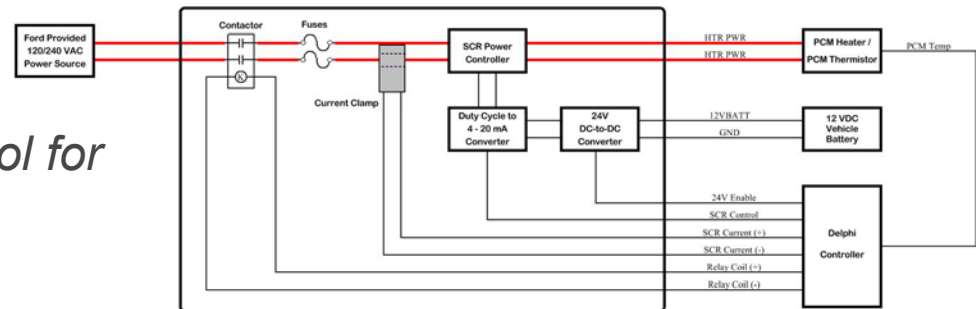 Contactor
Fuses
Ford Provided
120/240 VAC
Power Source
SCR Power
Controller
HTR PWR
HTR PWR
PCM Heater /
PCM Thermistor
PCM Temp
K
Current Clamp
Duty Cycle to
4 - 20 mA
Converter
24V
DC-to-DC
Converter
12VBATT
GND
12 VDC
Vehicle
Battery
ol for
24V Enable
SCR Control
SCR Current (+)
SCR Current (-)
Relay Coil (+)
Relay Coil (-)
Delphi
Controller